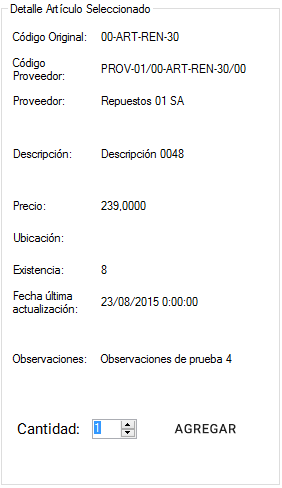 Detalle Artículo Seleccionado
Código Original: 00-ART-REN-30
Código
Proveedor: PROV-01/00-ART-REN-30/00
Proveedor: Repuestos 01 SA
Descripción: Descripción 0048
Precio: 239,0000
Ubicación:
Existencia: 8
Fecha última
actualización: 23/08/2015 0:00:00
Observaciones: Observaciones de prueba 4
Cantidad: 1 AGREGAR